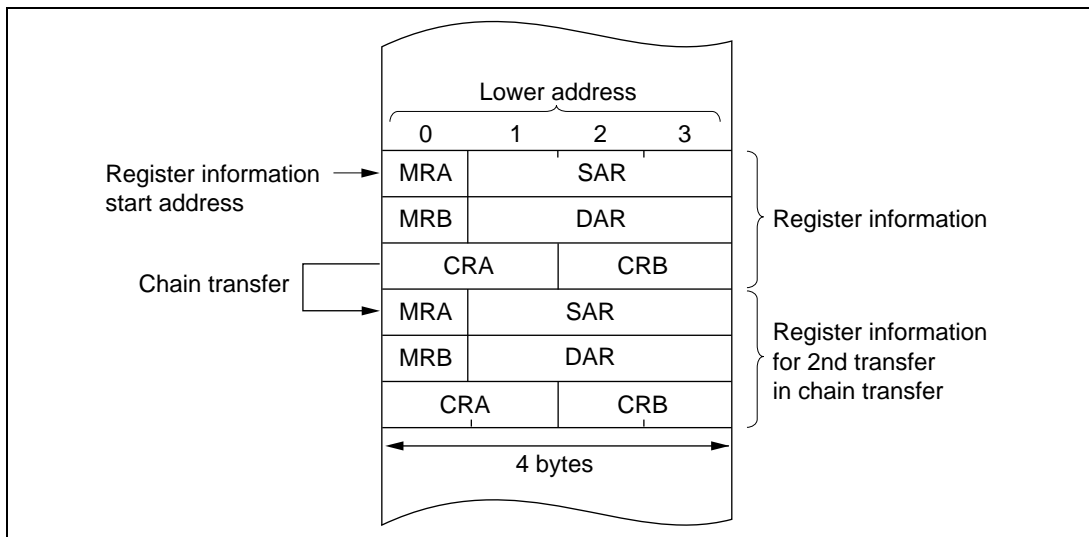 Lower address
0 1 2 3
Register information
start address
MRA SAR
MRB DAR
Register information
CRA CRB
Chain transfer
MRA SAR
MRB DAR
Register information
for 2nd transfer
in chain transfer
CRA CRB
4 bytes